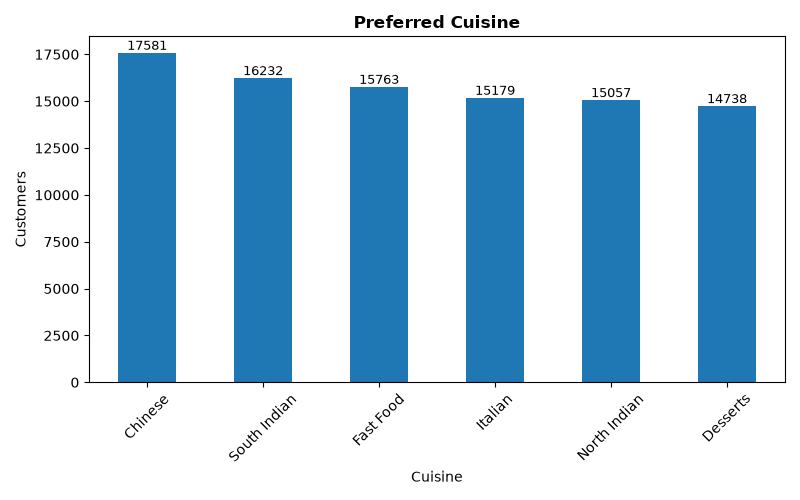 Preferred Cuisine
17581
16232
15763
15179
15057
14738
17500
15000
12500
10000
7500
5000
2500
0
Customers
Chinese
South Indian
Fast Food
Italian
North Indian
Desserts
Cuisine